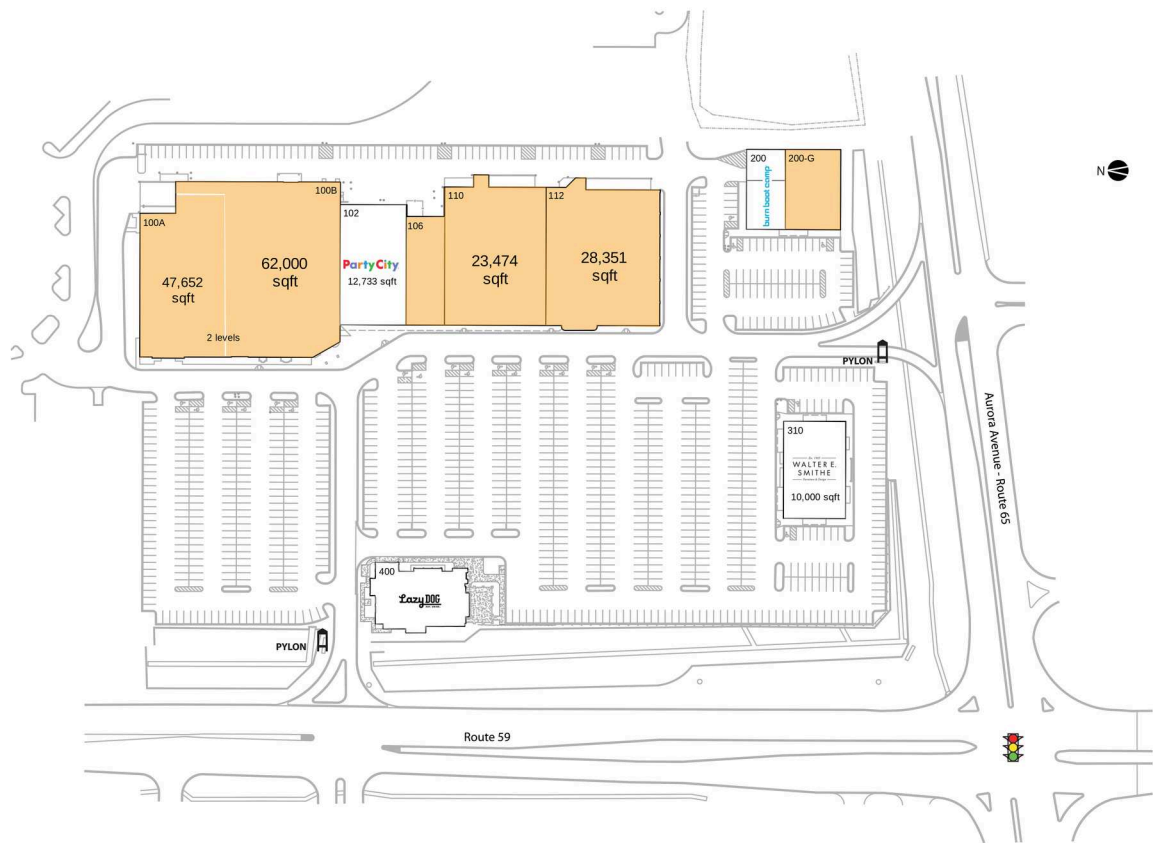 N
200
200-G
burn boot camp
100A
47,652
sqft
100B
62,000
sqft
2 levels
102
Party City
12,733 sqft
106
110
23,474
sqft
112
28,351
sqft
PYLON
Aurora Avenue - Route 65
310
WALTER E.
SMITHE
10,000 sqft
400
Lazy DOG
PYLON
Route 59